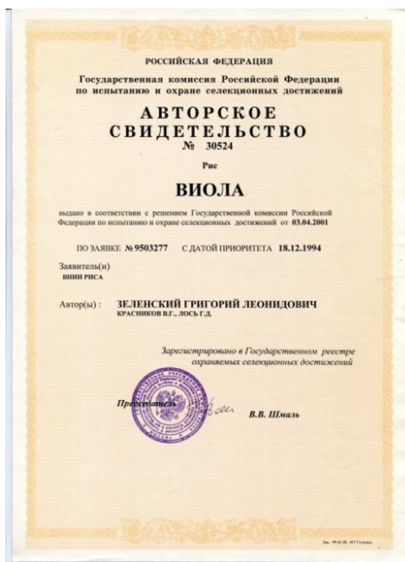 РОССИЙСКАЯ ФЕДЕРАЦИЯ
Государственная комиссия Российской Федерации
по испытанию и охране селекционных достижений
АВТОРСКОЕ
СВИДЕТЕЛЬСТВО
№ 30524
Рис
ВИОЛА
выдано в соответствии с решением Государственной комиссии Российской
Федерации по испытанию и охране селекционных достижений от 03.04.2001
ПО ЗАЯВКЕ № 9503277 С ДАТОЙ ПРИОРИТЕТА 18.12.1994
Заявитель(и)
ВНИИ РИСА
Автор(ы) : ЗЕЛЕНСКИЙ ГРИГОРИЙ ЛЕОНИДОВИЧ
КРАСНИКОВ В.Г., ЛОСЬ Г.Д.
Зарегистрировано в Государственном реестре
охраняемых селекционных достижений
Председатель
В.В. Шмаль